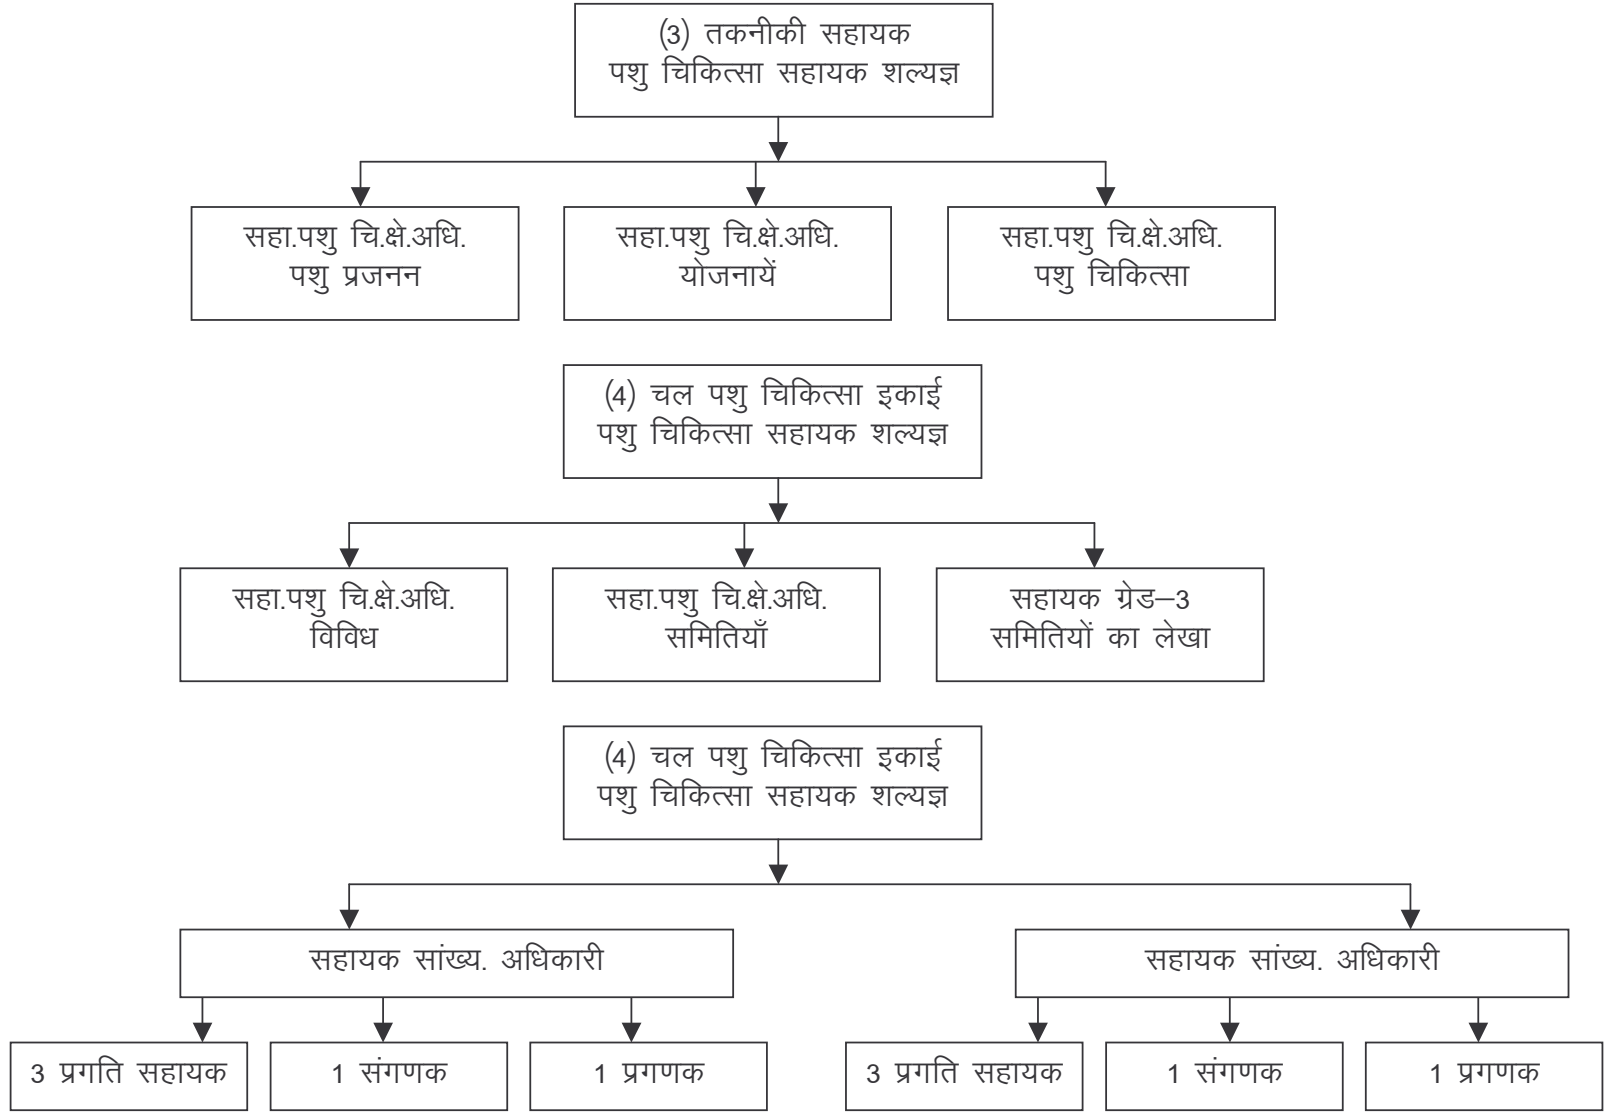 (3) तकनीकी सहायक
पशु चिकित्सा सहायक शल्यज्ञ
सहा.पशु चि.क्षे.अधि.
पशु प्रजनन
सहा.पशु चि.क्षे.अधि.
योजनायें
सहा.पशु चि.क्षे.अधि.
पशु चिकित्सा
(4) चल पशु चिकित्सा इकाई
पशु चिकित्सा सहायक शल्यज्ञ
सहा.पशु चि.क्षे.अधि.
विविध
सहा.पशु चि.क्षे.अधि.
समितियाँ
सहायक ग्रेड–3
समितियों का लेखा
(4) चल पशु चिकित्सा इकाई
पशु चिकित्सा सहायक शल्यज्ञ
सहायक सांख्य. अधिकारी
सहायक सांख्य. अधिकारी
3 प्रगति सहायक
1 संगणक
1 प्रगणक
3 प्रगति सहायक
1 संगणक
1 प्रगणक